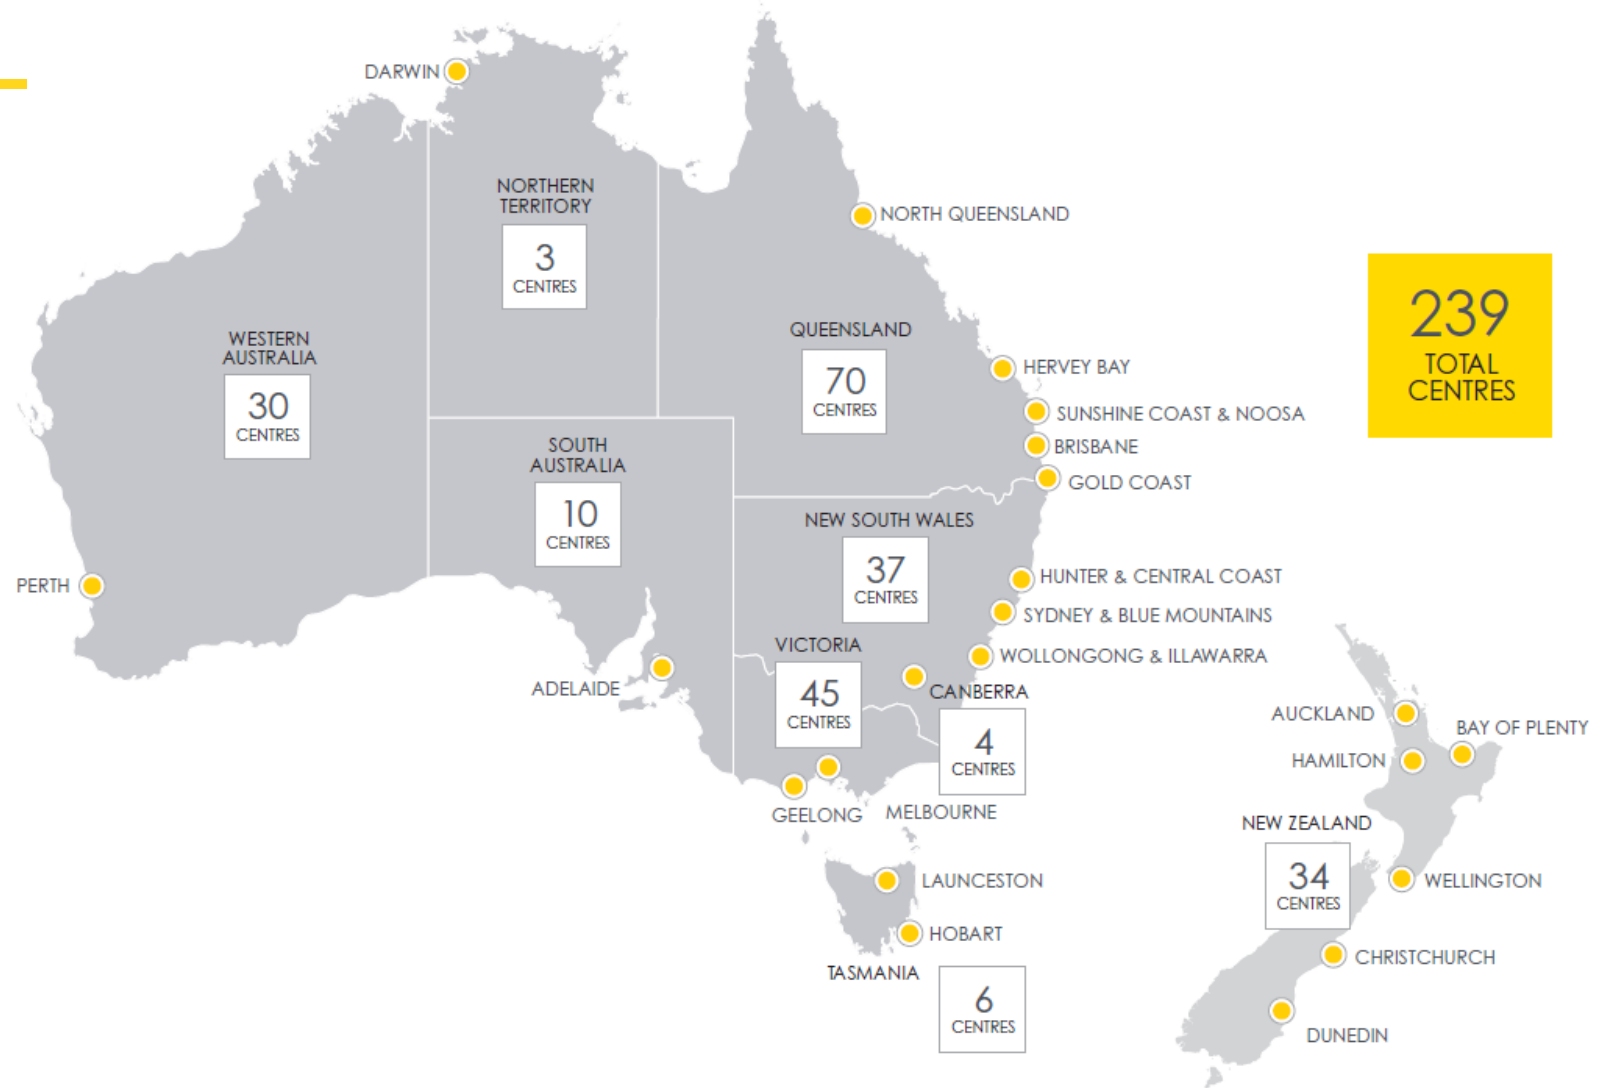 DARWIN
NORTHERN
TERRITORY
3
CENTRES
NORTH QUEENSLAND
WESTERN
AUSTRALIA
30
CENTRES
QUEENSLAND
70
CENTRES
239
TOTAL
CENTRES
HERVEY BAY
SUNSHINE COAST & NOOSA
BRISBANE
GOLD COAST
SOUTH
AUSTRALIA
10
CENTRES
NEW SOUTH WALES
37
CENTRES
PERTH
HUNTER & CENTRAL COAST
SYDNEY & BLUE MOUNTAINS
WOLLONGONG & ILLAWARRA
VICTORIA
45
CENTRES
ADELAIDE
CANBERRA
4
CENTRES
GEELONG
MELBOURNE
AUCKLAND
BAY OF PLENTY
HAMILTON
NEW ZEALAND
34
CENTRES
WELLINGTON
LAUNCESTON
HOBART
TASMANIA
6
CENTRES
CHRISTCHURCH
DUNEDIN